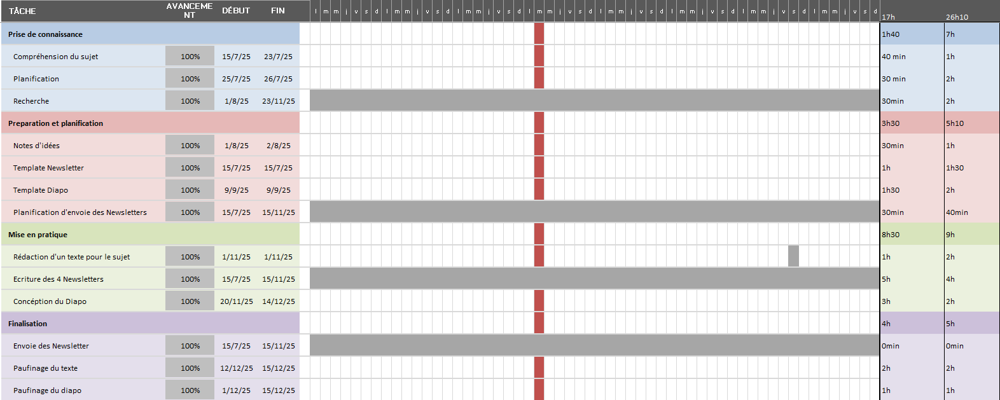 TÂCHE AVANCEME
NT DÉBUT FIN l m m j v s d l m m j v s d l m m j v s d l m m j v s d l m m j v s d l m m j v s d l m m j v s d l m m j v s d 17h 26h10
Prise de connaissance 1h40 7h
Compréhension du sujet 100% 15/7/25 23/7/25 40 min 1h
Planification 100% 25/7/25 26/7/25 30 min 2h
Recherche 100% 1/8/25 23/11/25 30min 2h
Preparation et planification 3h30 5h10
Notes d'idées 100% 1/8/25 2/8/25 30min 1h
Template Newsletter 100% 15/7/25 15/7/25 1h 1h30
Template Diapo 100% 9/9/25 9/9/25 1h30 2h
Planification d'envoie des Newsletters 100% 15/7/25 15/11/25 30min 40min
Mise en pratique 8h30 9h
Rédaction d'un texte pour le sujet 100% 1/11/25 1/11/25 1h 2h
Ecriture des 4 Newsletters 100% 15/7/25 15/11/25 5h 4h
Concéption du Diapo 100% 20/11/25 14/12/25 3h 2h
Finalisation 4h 5h
Envoie des Newsletter 100% 15/7/25 15/11/25 0min 0min
Paufinage du texte 100% 12/12/25 15/12/25 2h 2h
Paufinage du diapo 100% 1/12/25 15/12/25 1h 1h